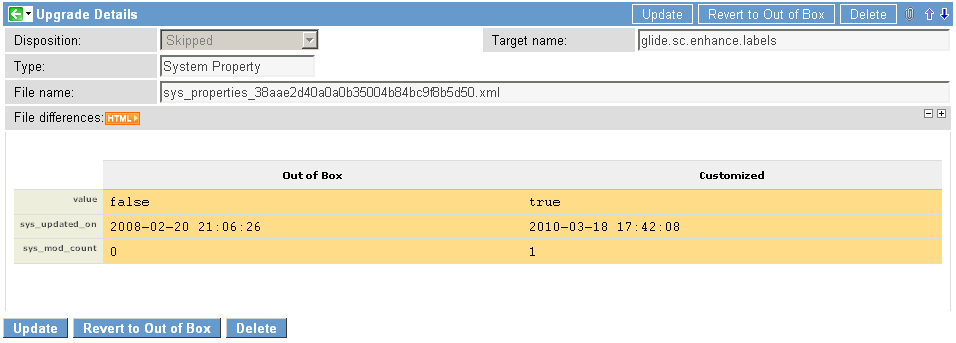 Upgrade Details Update Revert to Out of Box Delete
Disposition: Skipped Target name: glide.sc.enhance.labels
Type: System Property
File name: sys_properties_38aae2d40a0a0b35004b84bc9f8b5d50.xml
File differences: HTML
Out of Box Customized
value false true
sys_updated_on 2008-02-20 21:06:26 2010-03-18 17:42:08
sys_mod_count 0 1
Update Revert to Out of Box Delete